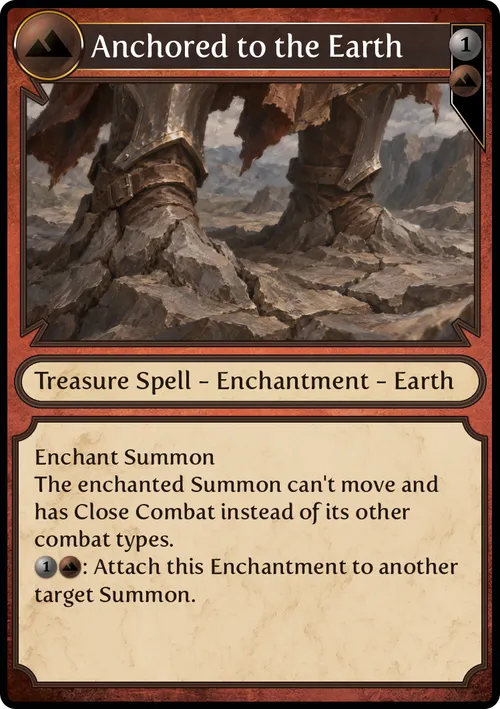 Anchored to the Earth
1
Treasure Spell - Enchantment - Earth
Enchant Summon
The enchanted Summon can't move and
has Close Combat instead of its other
combat types.
1: Attach this Enchantment to another
target Summon.